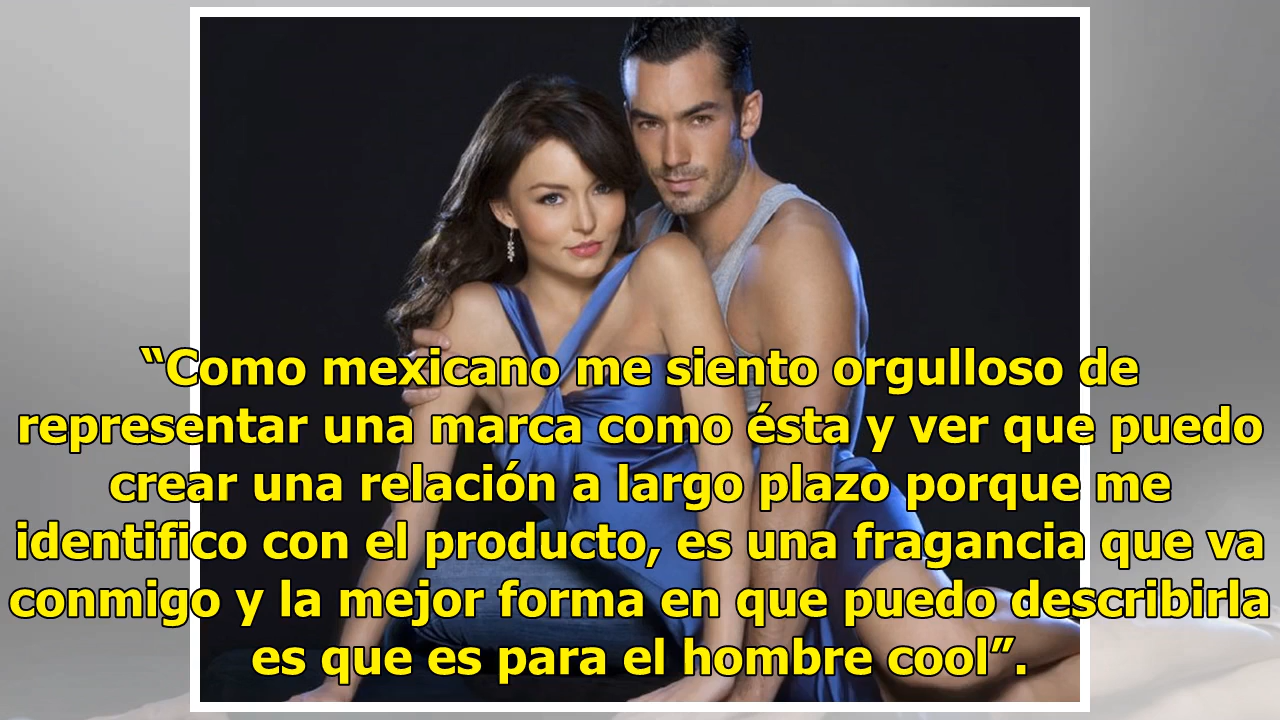 “Como mexicano me siento orgulloso de
representar una marca como ésta y ver que puedo
crear una relación a largo plazo porque me
identifico con el producto, es una fragancia que va
conmigo y la mejor forma en que puedo describirla
es que es para el hombre cool”.